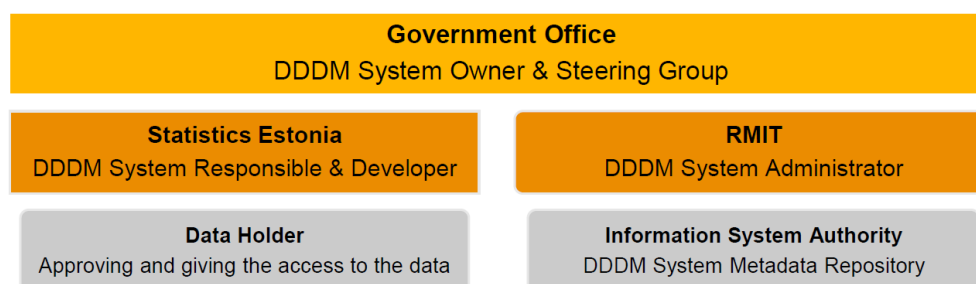 Government Office
DDDM System Owner & Steering Group
Statistics Estonia
DDDM System Responsible & Developer
RMIT
DDDM System Administrator
Data Holder
Approving and giving the access to the data
Information System Authority
DDDM System Metadata Repository